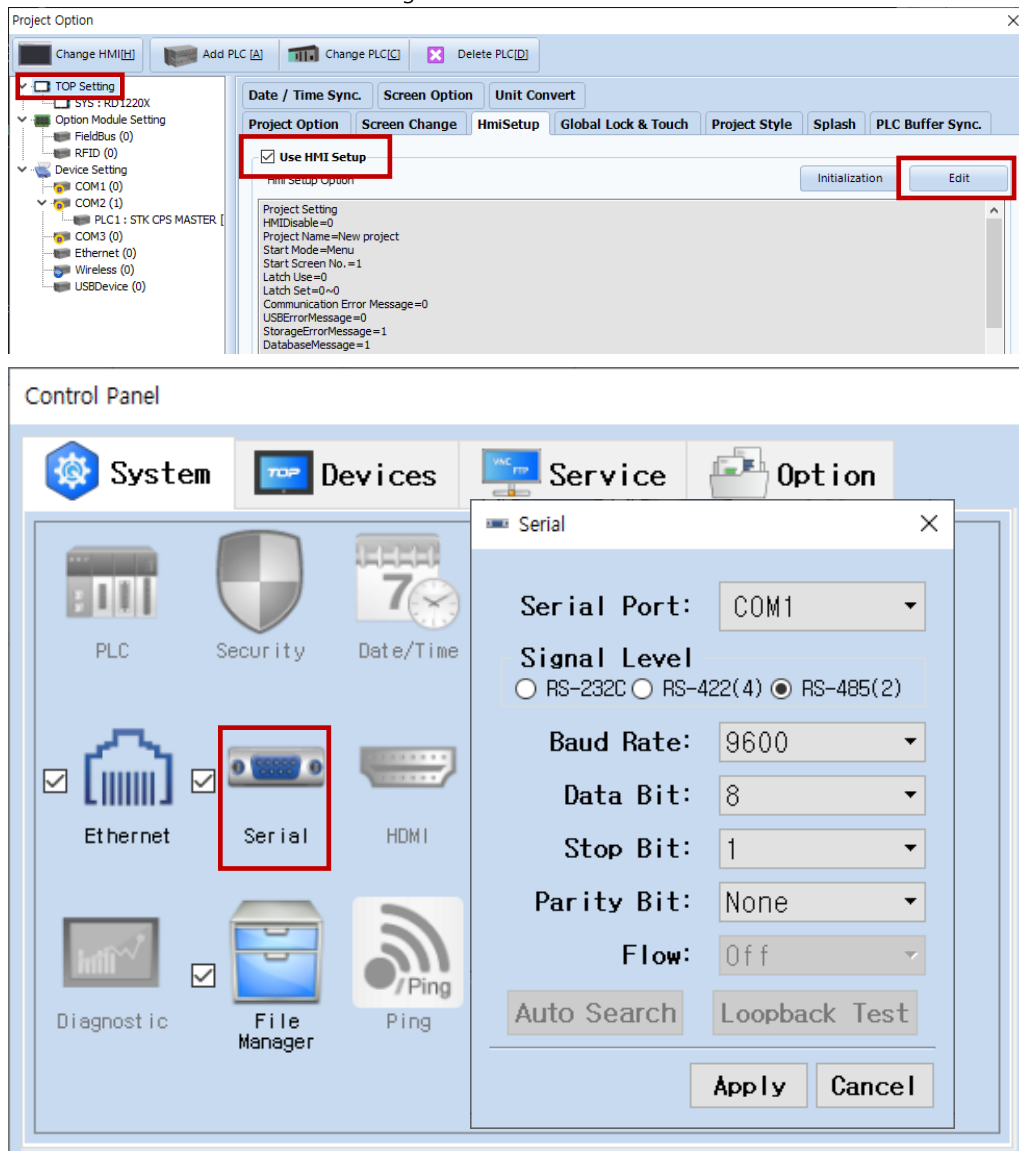 Project Option
Change HMI[H] Add PLC [A] Change PLC[C] Delete PLC[D]
TOP Setting
SYS : RD1220X
Option Module Setting
FieldBus (0)
RFID (0)
Device Setting
COM1 (0)
COM2 (1)
PLC1 : STK CPS MASTER [
COM3 (0)
Ethernet (0)
Wireless (0)
USBDevice (0)
Date / Time Sync. Screen Option Unit Convert
Project Option Screen Change HmiSetup Global Lock & Touch Project Style Splash PLC Buffer Sync.
Use HMI Setup
Hmi Setup Option
Initialization Edit
Project Setting
HMIDisable=0
Project Name=New project
Start Mode=Menu
Start Screen No.=1
Latch Use=0
Latch Set=0~0
Communication Error Message=0
USBErrorMessage=0
StorageErrorMessage=1
DatabaseMessage=1
Control Panel
System
TOP Devices
VNC FTP Service
Option
PLC
Security
7
Date/Time
Ethernet
Serial
HDMI
Diagnostic
File
Manager
/Ping
Ping
Serial
Serial Port: COM1
Signal Level
RS-232C RS-422(4) RS-485(2)
Baud Rate: 9600
Data Bit: 8
Stop Bit: 1
Parity Bit: None
Flow: Off
Auto Search Loopback Test
Apply Cancel